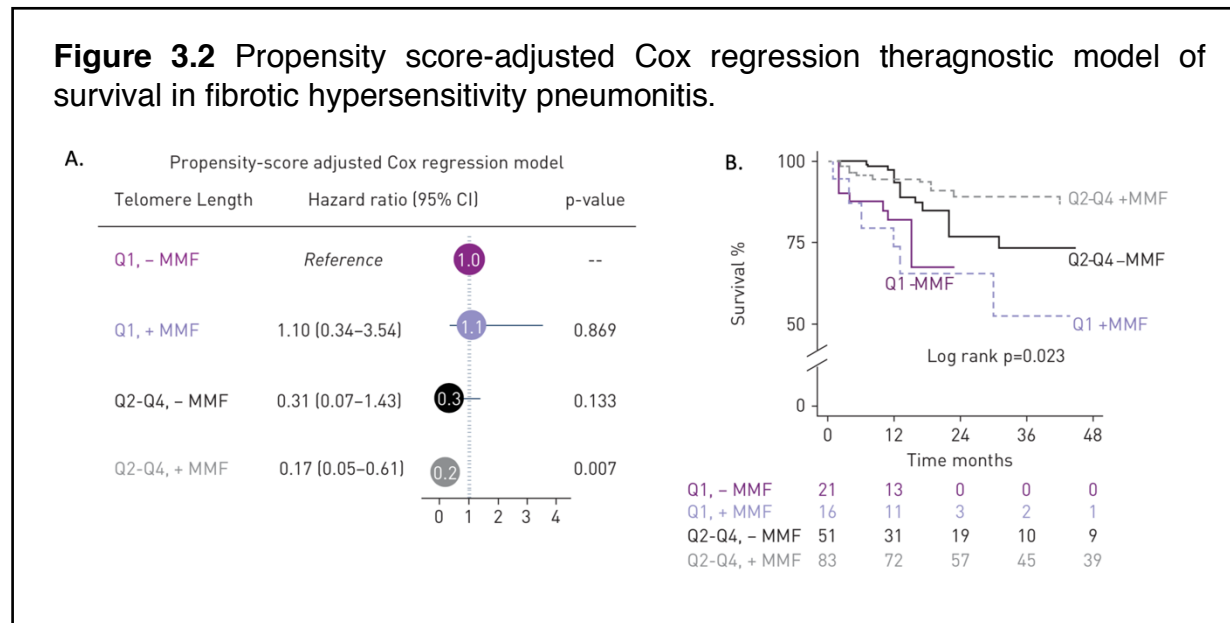 Figure 3.2 Propensity score-adjusted Cox regression theragnostic model of
survival in fibrotic hypersensitivity pneumonitis.
A.
Propensity-score adjusted Cox regression model
Telomere Length Hazard ratio (95% CI) p-value
Q1, – MMF Reference 1.0 --
Q1, + MMF 1.10 (0.34–3.54) 1.1 0.869
Q2-Q4, – MMF 0.31 (0.07–1.43) 0.3 0.133
Q2-Q4, + MMF 0.17 (0.05–0.61) 0.2 0.007
0 1 2 3 4
B.
Survival %
100
75
50
0
Q2-Q4 +MMF
Q2-Q4 –MMF
Q1 -MMF
Q1 +MMF
Log rank p=0.023
0 12 24 36 48
Time months
Q1, – MMF 21 13 0 0 0
Q1, + MMF 16 11 3 2 1
Q2-Q4, – MMF 51 31 19 10 9
Q2-Q4, + MMF 83 72 57 45 39